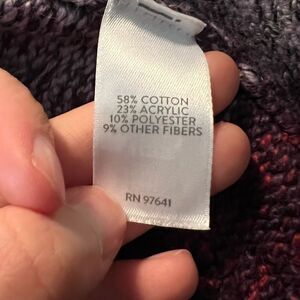 58% COTTON
23% ACRYLIC
10% POLYESTER
9% OTHER FIBERS
RN 97641